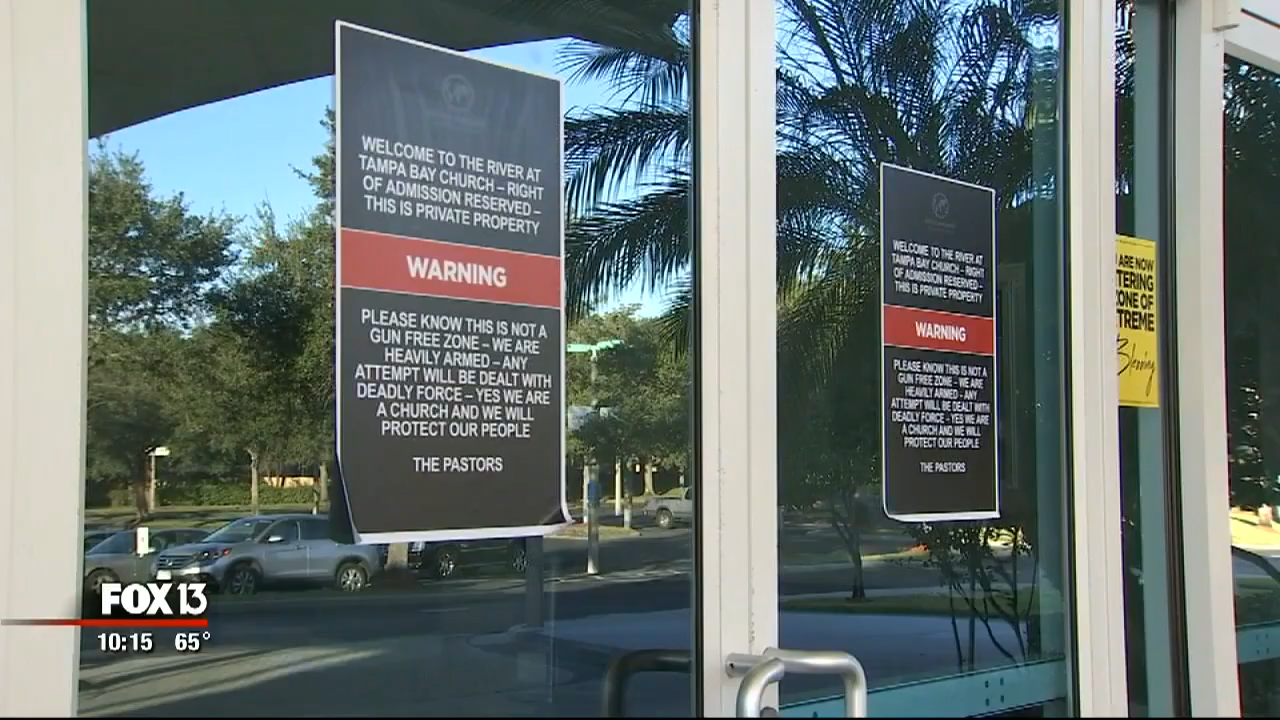 WELCOME TO THE RIVER AT
TAMPA BAY CHURCH – RIGHT
OF ADMISSION RESERVED –
THIS IS PRIVATE PROPERTY
WARNING
PLEASE KNOW THIS IS NOT A
GUN FREE ZONE – WE ARE
HEAVILY ARMED – ANY
ATTEMPT WILL BE DEALT WITH
DEADLY FORCE – YES WE ARE
A CHURCH AND WE WILL
PROTECT OUR PEOPLE
THE PASTORS
WELCOME TO THE RIVER AT
TAMPA BAY CHURCH – RIGHT
OF ADMISSION RESERVED –
THIS IS PRIVATE PROPERTY
WARNING
PLEASE KNOW THIS IS NOT A
GUN FREE ZONE – WE ARE
HEAVILY ARMED – ANY
ATTEMPT WILL BE DEALT WITH
DEADLY FORCE – YES WE ARE
A CHURCH AND WE WILL
PROTECT OUR PEOPLE
THE PASTORS
ARE NOW
TERING
ONE OF
TREME
Blessing
FOX 13
10:15 65°